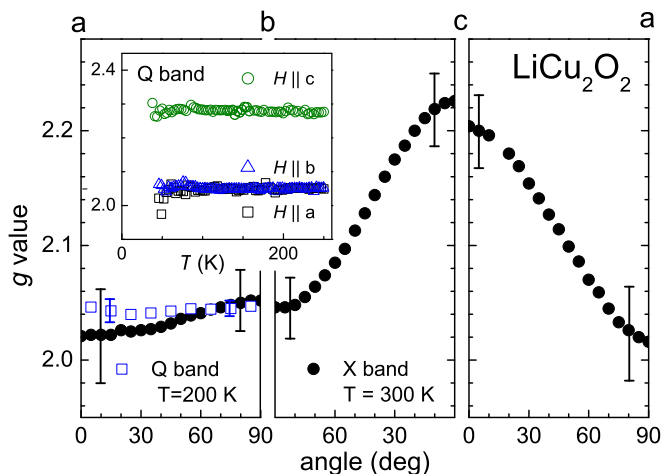 a b c a
LiCu₂O₂
Q band
H || c
H || b
H || a
2.4
2.0
0 200
T (K)
g value
2.2
2.1
2.0
Q band
T=200 K
X band
T = 300 K
0 30 60 90 60 30 0 30 60 90
angle (deg)